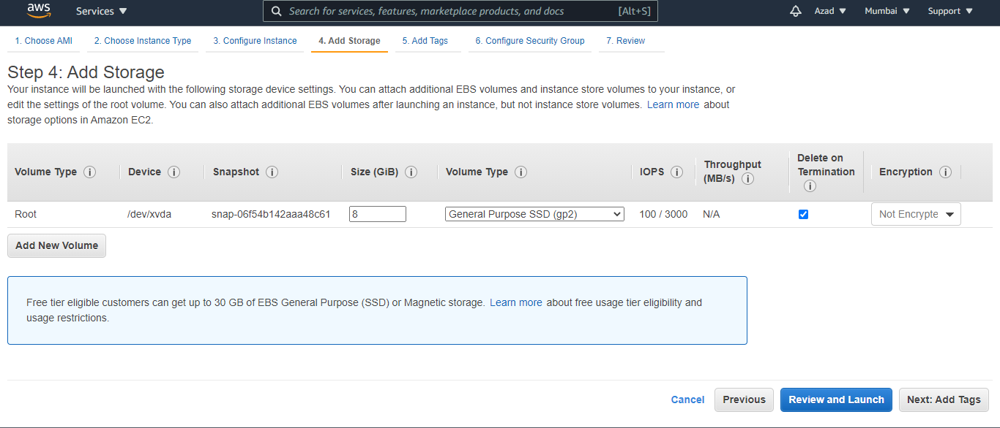 aws
Services
Search for services, features, marketplace products, and docs
[Alt+S]
Azad
Mumbai
Support
1. Choose AMI
2. Choose Instance Type
3. Configure Instance
4. Add Storage
5. Add Tags
6. Configure Security Group
7. Review
Step 4: Add Storage
Your instance will be launched with the following storage device settings. You can attach additional EBS volumes and instance store volumes to your instance, or
edit the settings of the root volume. You can also attach additional EBS volumes after launching an instance, but not instance store volumes. Learn more about
storage options in Amazon EC2.
Volume Type
Device
Snapshot
Size (GiB)
Volume Type
IOPS
Throughput
(MB/s)
Delete on
Termination
Encryption
Root
/dev/xvda
snap-06f54b142aaa48c61
8
General Purpose SSD (gp2)
100 / 3000
N/A
Not Encrypte
Add New Volume
Free tier eligible customers can get up to 30 GB of EBS General Purpose (SSD) or Magnetic storage. Learn more about free usage tier eligibility and
usage restrictions.
Cancel
Previous
Review and Launch
Next: Add Tags